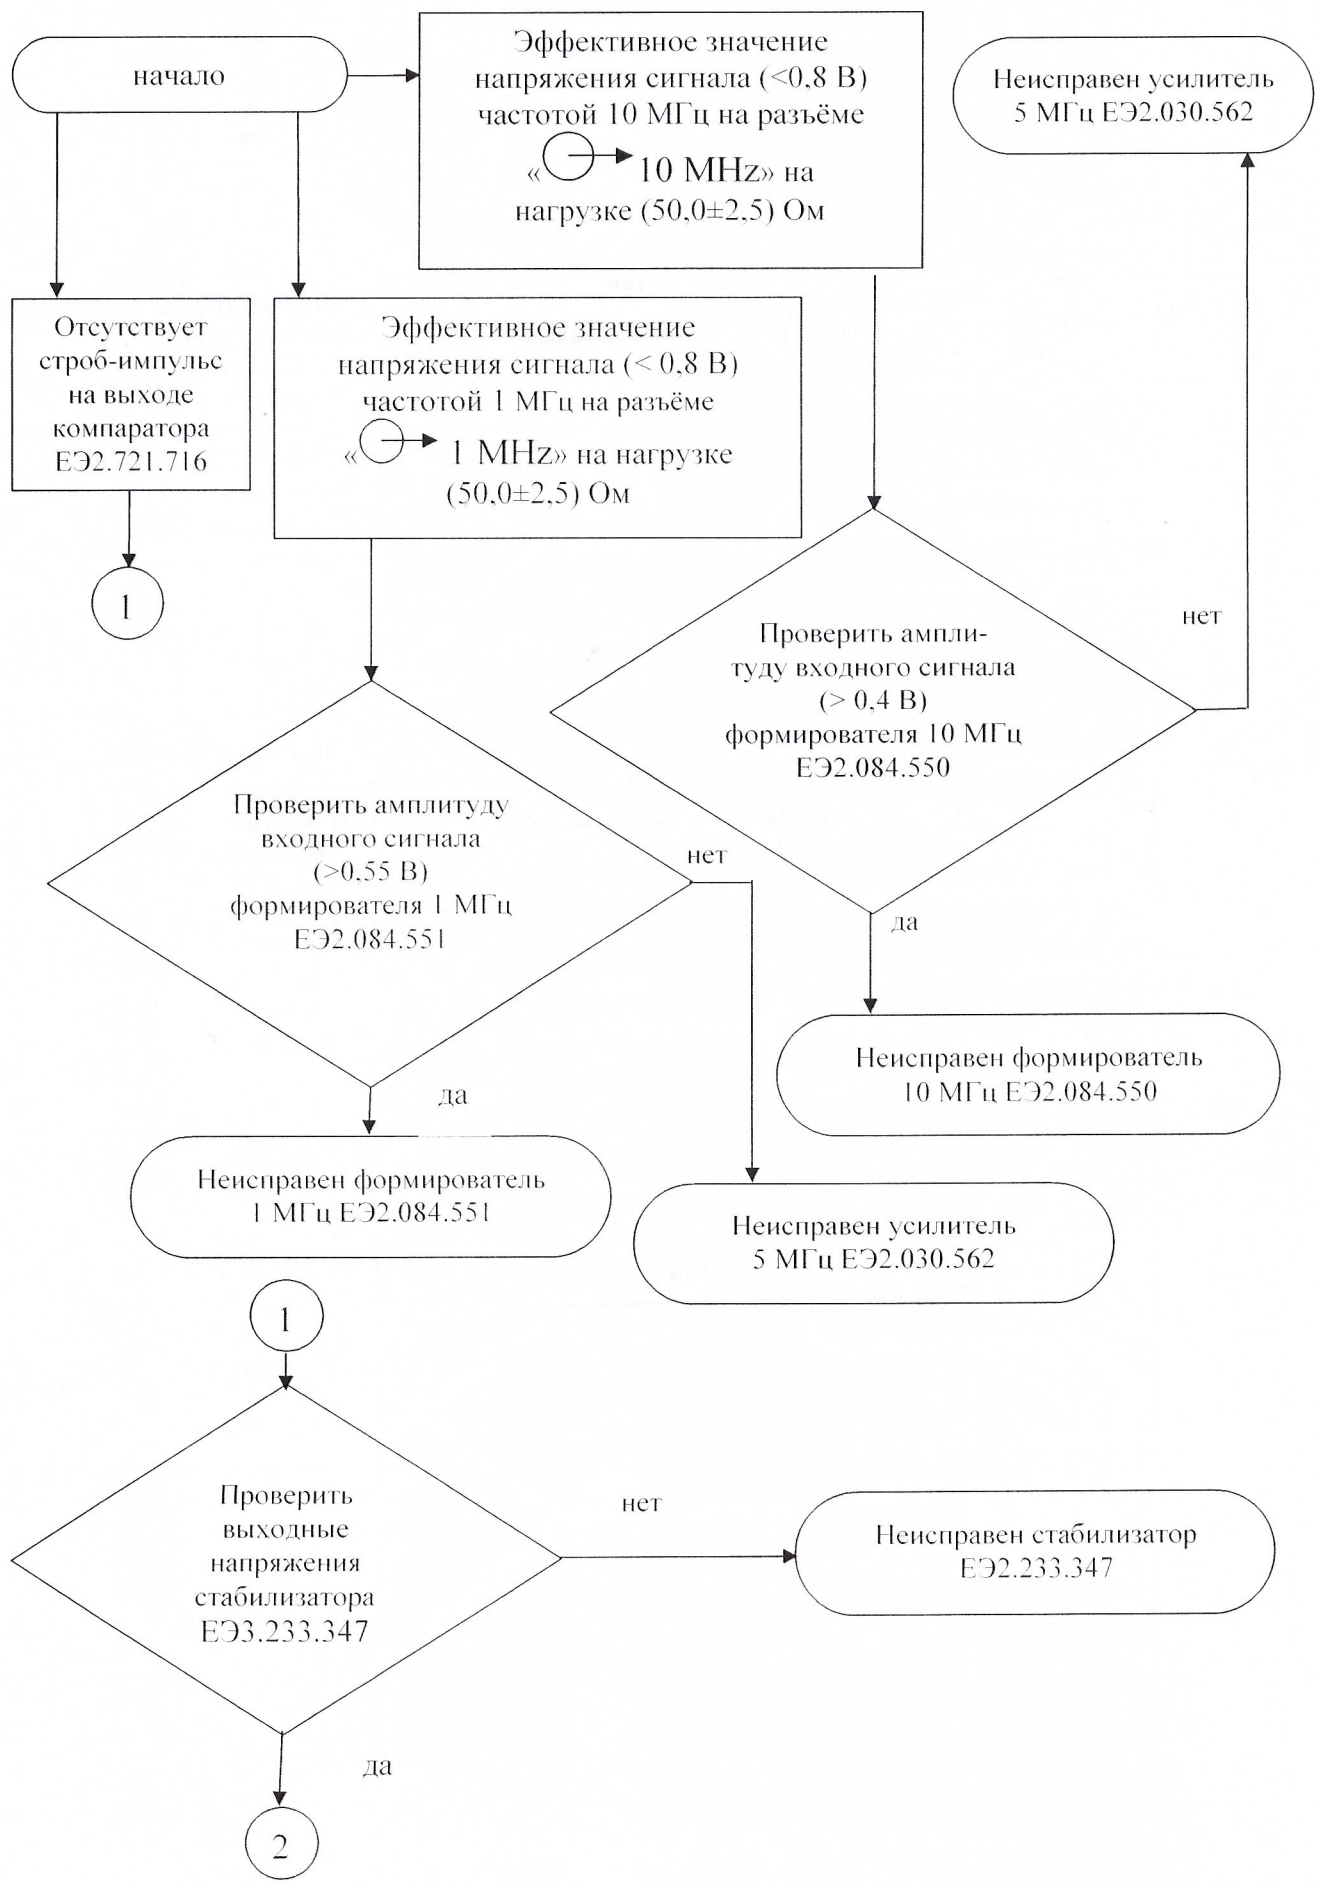 начало
Эффективное значение
напряжения сигнала (<0,8 В)
частотой 10 МГц на разъёме
« 10 MHz» на
нагрузке (50,0±2,5) Ом
Неисправен усилитель
5 МГц ЕЭ2.030.562
Отсутствует
строб-импульс
на выходе
компаратора
ЕЭ2.721.716
1
Эффективное значение
напряжения сигнала (< 0,8 В)
частотой 1 МГц на разъёме
« 1 MHz» на нагрузке
(50,0±2,5) Ом
нет
Проверить ампли-
туду входного сигнала
(> 0,4 В)
формирователя 10 МГц
ЕЭ2.084.550
да
Неисправен формирователь
10 МГц ЕЭ2.084.550
Проверить амплитуду
входного сигнала
(>0,55 В)
формирователя 1 МГц
ЕЭ2.084.551
нет
да
Неисправен формирователь
1 МГц ЕЭ2.084.551
Неисправен усилитель
5 МГц ЕЭ2.030.562
1
Проверить
выходные
напряжения
стабилизатора
ЕЭ3.233.347
нет
Неисправен стабилизатор
ЕЭ2.233.347
да
2